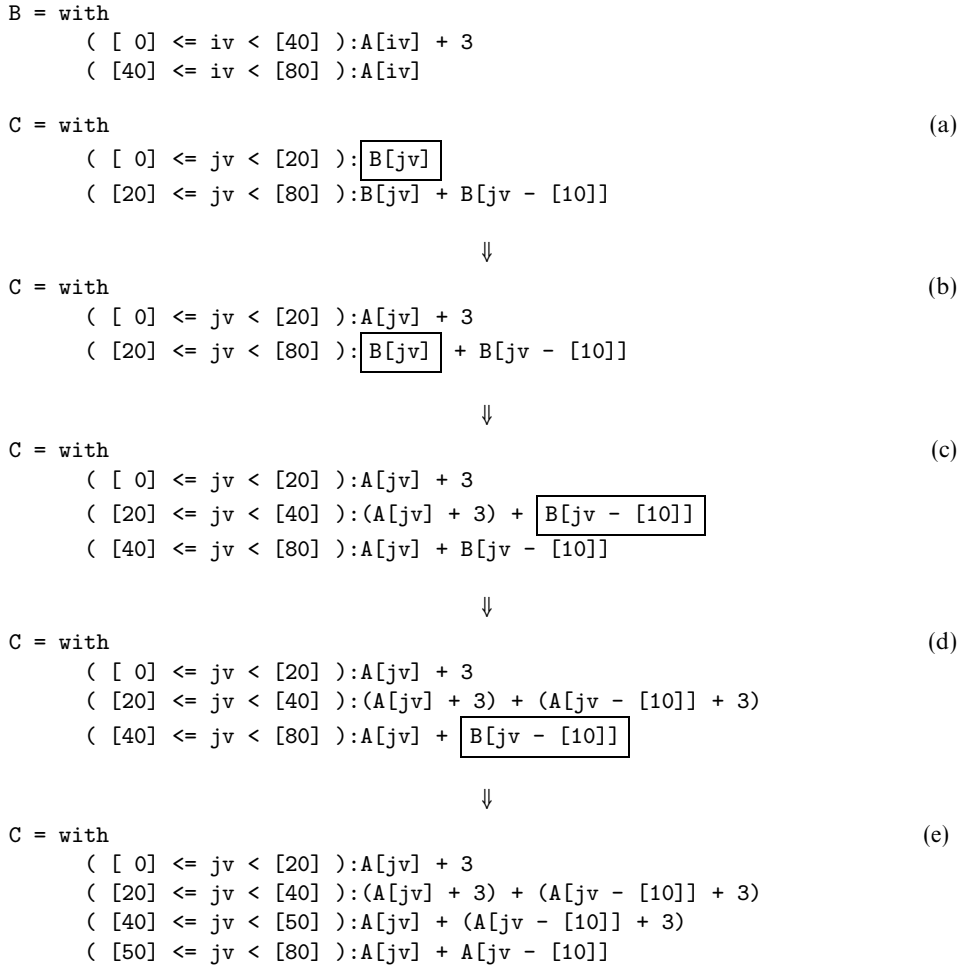 B = with
( [ 0] <= iv < [40] ):A[iv] + 3
( [40] <= iv < [80] ):A[iv]
C = with (a)
( [ 0] <= jv < [20] ):B[jv]
( [20] <= jv < [80] ):B[jv] + B[jv - [10]]
⇓
C = with (b)
( [ 0] <= jv < [20] ):A[jv] + 3
( [20] <= jv < [80] ):B[jv] + B[jv - [10]]
⇓
C = with (c)
( [ 0] <= jv < [20] ):A[jv] + 3
( [20] <= jv < [40] ):(A[jv] + 3) + B[jv - [10]]
( [40] <= jv < [80] ):A[jv] + B[jv - [10]]
⇓
C = with (d)
( [ 0] <= jv < [20] ):A[jv] + 3
( [20] <= jv < [40] ):(A[jv] + 3) + (A[jv - [10]] + 3)
( [40] <= jv < [80] ):A[jv] + B[jv - [10]]
⇓
C = with (e)
( [ 0] <= jv < [20] ):A[jv] + 3
( [20] <= jv < [40] ):(A[jv] + 3) + (A[jv - [10]] + 3)
( [40] <= jv < [50] ):A[jv] + (A[jv - [10]] + 3)
( [50] <= jv < [80] ):A[jv] + A[jv - [10]]